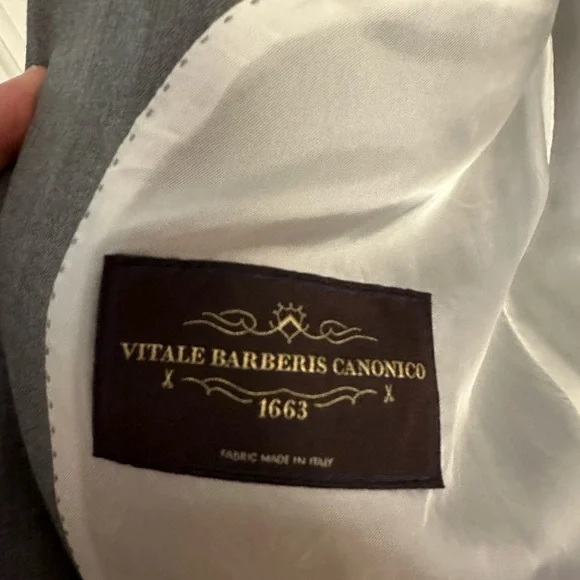 VITALE BARBERIS CANONICO
1663
FABRIC MADE IN ITALY